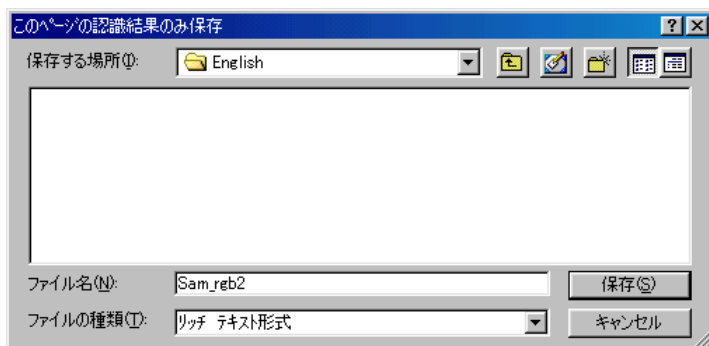 このページの認識結果のみ保存
保存する場所(I): English
ファイル名(N): Sam_rgb2 保存(S)
ファイルの種類(T): リッチ テキスト形式 キャンセル